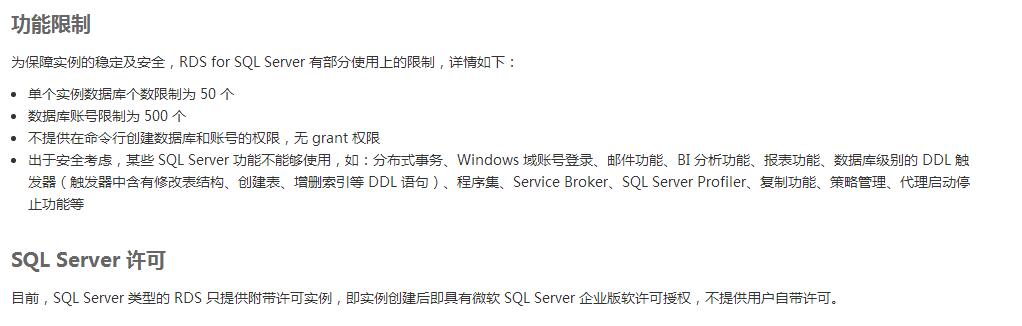 功能限制
为保障实例的稳定及安全，RDS for SQL Server 有部分使用上的限制，详情如下：
• 单个实例数据库个数限制为 50 个
• 数据库账号限制为 500 个
• 不提供在命令行创建数据库和账号的权限，无 grant 权限
• 出于安全考虑，某些 SQL Server 功能不能够使用，如：分布式事务、Windows 域账号登录、邮件功能、BI 分析功能、报表功能、数据库级别的 DDL 触
发器（触发器中含有修改表结构、创建表、增删索引等 DDL 语句）、程序集、Service Broker、SQL Server Profiler、复制功能、策略管理、代理启动停
止功能等
SQL Server 许可
目前，SQL Server 类型的 RDS 只提供附带许可实例，即实例创建后即具有微软 SQL Server 企业版软许可授权，不提供用户自带许可。